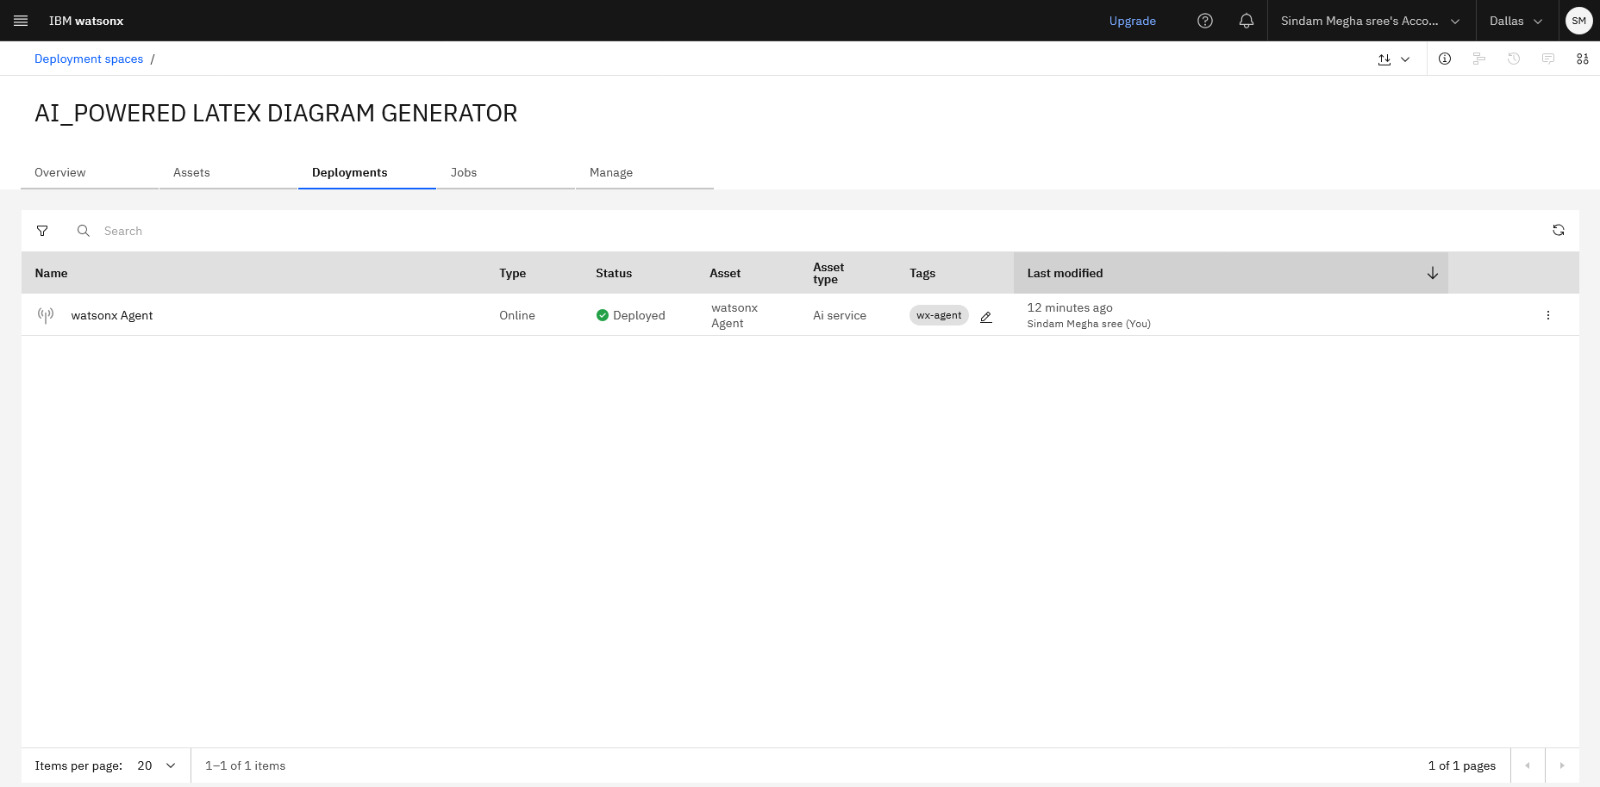 IBM watsonx
Upgrade
Sindam Megha sree's Acco...
Dallas
SM
Deployment spaces /
AI_POWERED LATEX DIAGRAM GENERATOR
Overview
Assets
Deployments
Jobs
Manage
Search
Name
Type
Status
Asset
Asset
type
Tags
Last modified
watsonx Agent
Online
Deployed
watsonx
Agent
Ai service
wx-agent
12 minutes ago
Sindam Megha sree (You)
Items per page: 20
1–1 of 1 items
1 of 1 pages